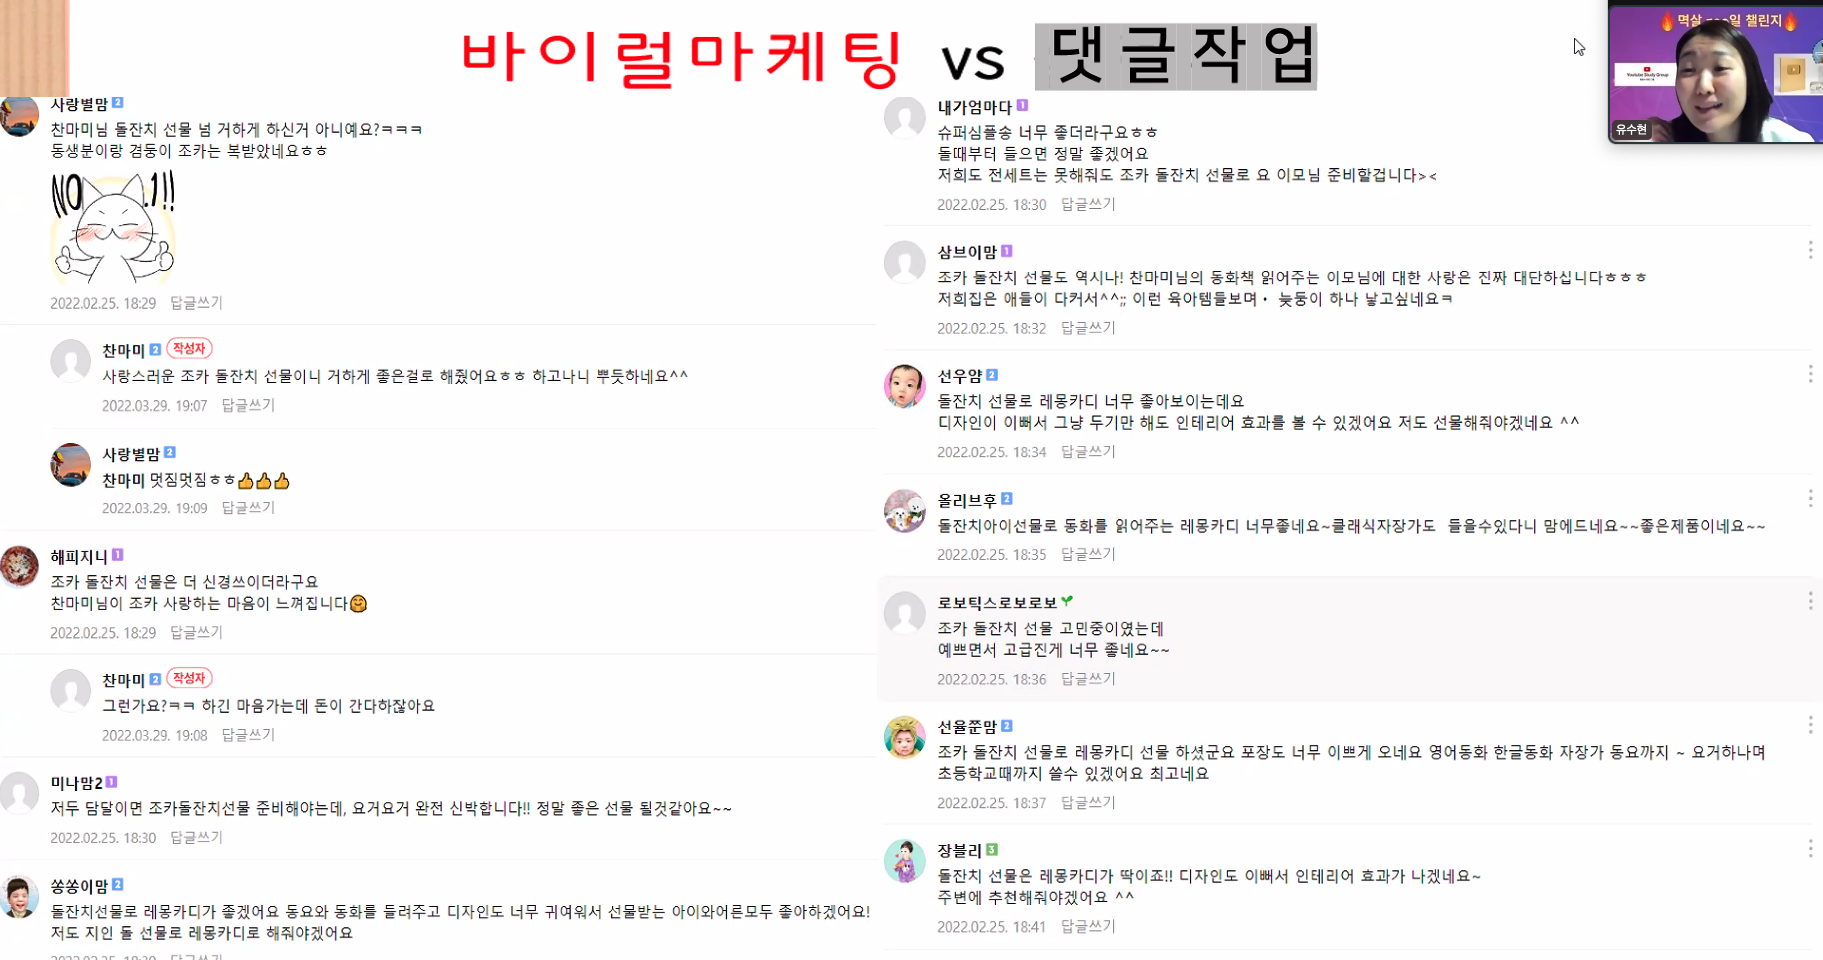 바이럴마케팅 vs 댓글작업
사랑별맘 2
찬마미님 돌잔치 선물 넘 거하게 하신거 아니예요?ㅋㅋㅋ
동생분이랑 겸둥이 조카는 복받았네요ㅎㅎ
NO.1!!
2022.02.25. 18:29 답글쓰기
찬마미 2 작성자
사랑스러운 조카 돌잔치 선물이니 거하게 좋은걸로 해줬어요ㅎㅎ 하고나니 뿌듯하네요^^
2022.03.29. 19:07 답글쓰기
사랑별맘 2
찬마미 멋짐멋짐ㅎㅎ👍👍👍
2022.03.29. 19:09 답글쓰기
해피지니 1
조카 돌잔치 선물은 더 신경쓰이더라구요
찬마미님이 조카 사랑하는 마음이 느껴집니다🤗
2022.02.25. 18:29 답글쓰기
찬마미 2 작성자
그런가요?ㅋㅋ 하긴 마음가는데 돈이 간다하잖아요
2022.03.29. 19:08 답글쓰기
미나맘2 1
저두 담달이면 조카돌잔치선물 준비해야는데, 요거요거 완전 신박합니다!! 정말 좋은 선물 될것같아요~~
2022.02.25. 18:30 답글쓰기
쏭쏭이맘 2
돌잔치선물로 레몽카디가 좋겠어요 동요와 동화를 들려주고 디자인도 너무 귀여워서 선물받는 아이와어른모두 좋아하겠어요!
저도 지인 돌 선물로 레몽카디로 해줘야겠어요
내가엄마다 1
슈퍼심플송 너무 좋더라구요ㅎㅎ
돌때부터 들으면 정말 좋겠어요
저희도 전세트는 못해줘도 조카 돌잔치 선물로 요 이모님 준비할겁니다><
2022.02.25. 18:30 답글쓰기
삼브이맘 1
조카 돌잔치 선물도 역시나! 찬마미님의 동화책 읽어주는 이모님에 대한 사랑은 진짜 대단하십니다ㅎㅎㅎ
저희집은 애들이 다커서^^;; 이런 육아템들보며· 늦둥이 하나 낳고싶네요ㅋ
2022.02.25. 18:32 답글쓰기
선우얌 2
돌잔치 선물로 레몽카디 너무 좋아보이는데요
디자인이 이뻐서 그냥 두기만 해도 인테리어 효과를 볼 수 있겠어요 저도 선물해줘야겠네요 ^^
2022.02.25. 18:34 답글쓰기
올리브후 2
돌잔치아이선물로 동화를 읽어주는 레몽카디 너무좋네요~클래식자장가도 들을수있다니 맘에드네요~~좋은제품이네요~~
2022.02.25. 18:35 답글쓰기
로보틱스로보로보
조카 돌잔치 선물 고민중이였는데
예쁘면서 고급진게 너무 좋네요~~
2022.02.25. 18:36 답글쓰기
선율쭌맘 2
조카 돌잔치 선물로 레몽카디 선물 하셨군요 포장도 너무 이쁘게 오네요 영어동화 한글동화 자장가 동요까지 ~ 요거하나며
초등학교때까지 쓸수 있겠어요 최고네요
2022.02.25. 18:37 답글쓰기
장블리 3
돌잔치 선물은 레몽카디가 딱이죠!! 디자인도 이뻐서 인테리어 효과가 나겠네요~
주변에 추천해줘야겠어요 ^^
2022.02.25. 18:41 답글쓰기
Youtube Study Group
유수현